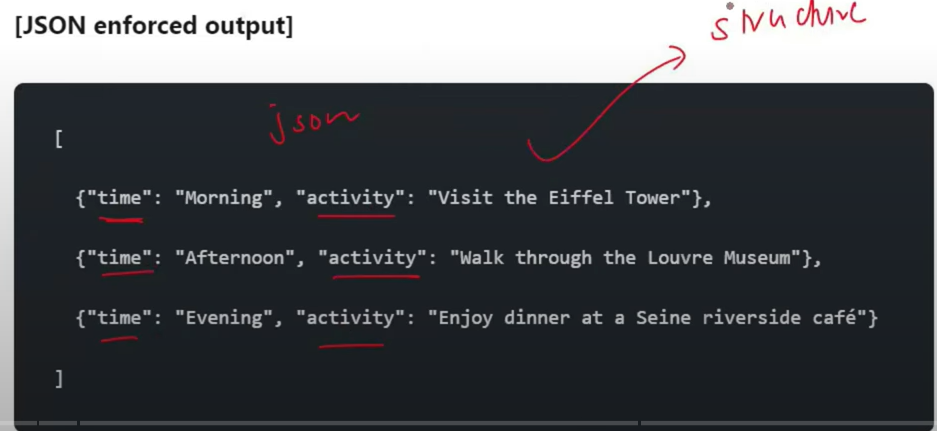 [JSON enforced output]
structure
json
[
{"time": "Morning", "activity": "Visit the Eiffel Tower"},
{"time": "Afternoon", "activity": "Walk through the Louvre Museum"},
{"time": "Evening", "activity": "Enjoy dinner at a Seine riverside café"}
]